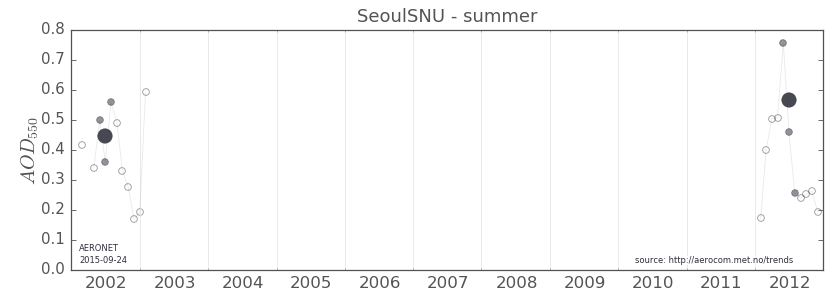 SeoulSNU - summer
0.8
0.7
0.6
0.5
0.4
0.3
0.2
0.1
0.0
AOD550
AERONET
2015-09-24
source: http://aerocom.met.no/trends
2002 2003 2004 2005 2006 2007 2008 2009 2010 2011 2012